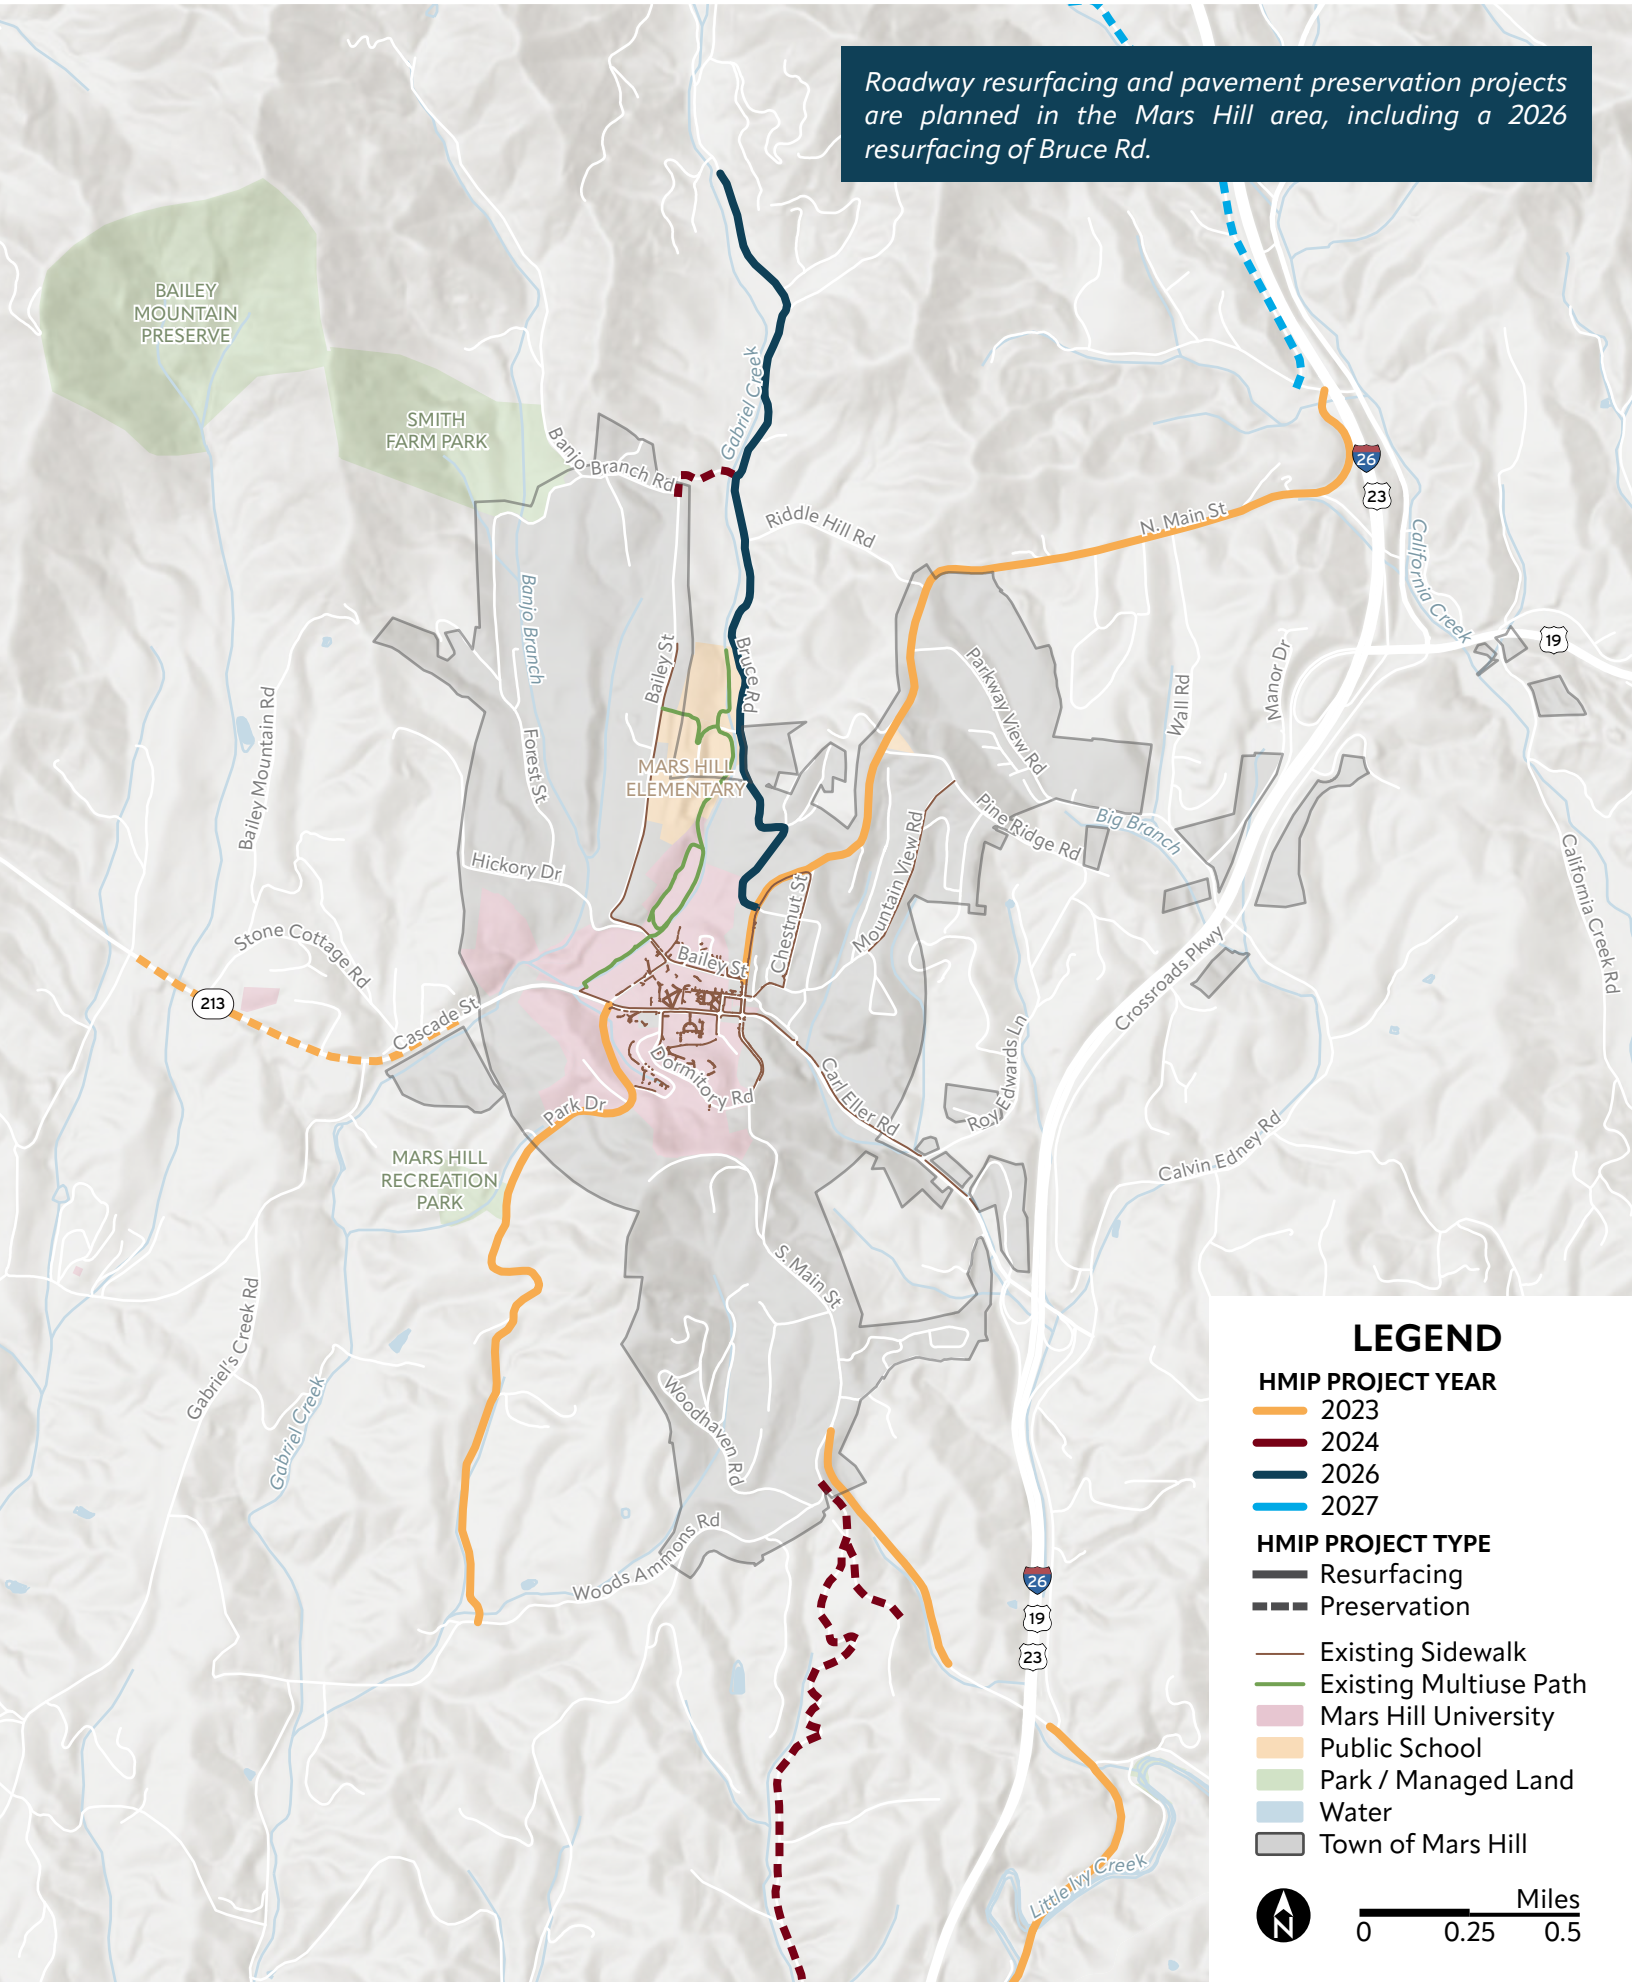 Roadway resurfacing and pavement preservation projects
are planned in the Mars Hill area, including a 2026
resurfacing of Bruce Rd.
BAILEY
MOUNTAIN
PRESERVE
SMITH
FARM PARK
Gabriel Creek
Banjo Branch Rd
Riddle Hill Rd
N. Main St
26
23
California Creek
19
Banjo Branch
Bailey St
Bruce Rd
Parkway View Rd
Wall Rd
Manor Dr
Bailey Mountain Rd
Forest St
MARS HILL
ELEMENTARY
Pine Ridge Rd
Big Branch
Mountain View Rd
California Creek Rd
Hickory Dr
Chestnut St
Stone Cottage Rd
Bailey St
Crossroads Pkwy
213
Cascade St
Dormitory Rd
Carl Eller Rd
Roy Edwards Ln
Park Dr
Calvin Edney Rd
MARS HILL
RECREATION
PARK
S. Main St
Gabriel's Creek Rd
Gabriel Creek
Woodhaven Rd
Woods Ammons Rd
26
19
23
Little Ivy Creek
LEGEND
HMIP PROJECT YEAR
2023
2024
2026
2027
HMIP PROJECT TYPE
Resurfacing
Preservation
Existing Sidewalk
Existing Multiuse Path
Mars Hill University
Public School
Park / Managed Land
Water
Town of Mars Hill
N
Miles
0 0.25 0.5